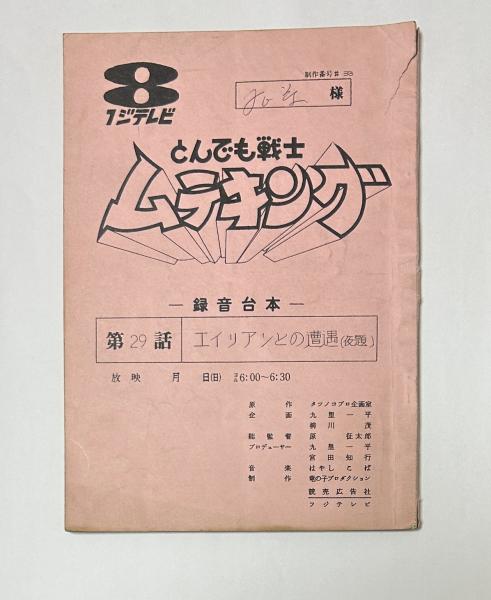 8
フジテレビ
制作番号 # 33
様
とんでも戦士
ムテキング
— 録音台本 —
第29話 エイリアンとの遭遇(仮題)
放映 月 日(日) 6:00〜6:30
原作 タツノコプロ企画室
企画 九里一平
柳川茂
総監督 原征太郎
プロデューサー 九里一平
宮田知行
音楽 はやしこば
制作 竜の子プロダクション
読売広告社
フジテレビ